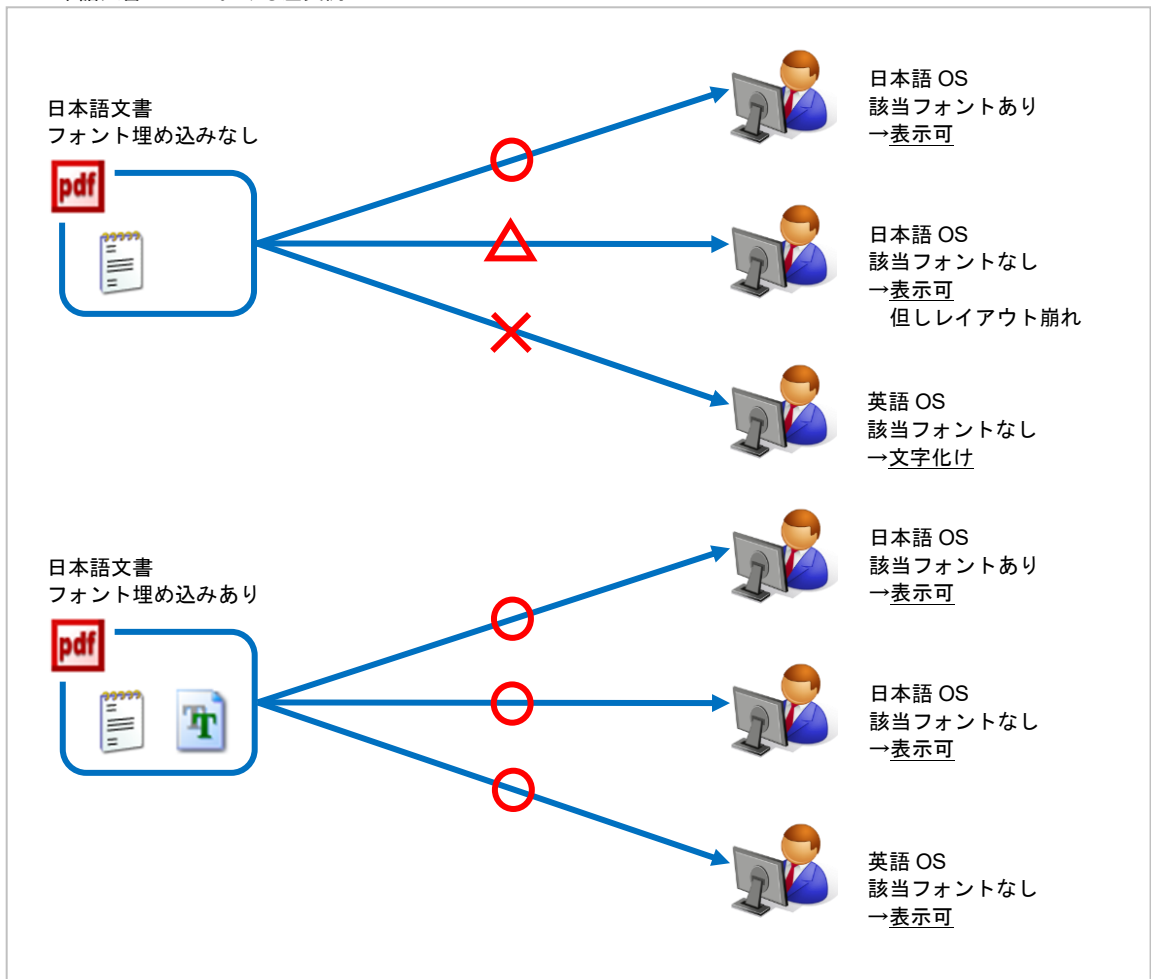 日本語文書
フォント埋め込みなし
pdf
日本語 OS
該当フォントあり
→表示可
日本語 OS
該当フォントなし
→表示可
但しレイアウト崩れ
英語 OS
該当フォントなし
→文字化け
日本語文書
フォント埋め込みあり
pdf
TT
日本語 OS
該当フォントあり
→表示可
日本語 OS
該当フォントなし
→表示可
英語 OS
該当フォントなし
→表示可